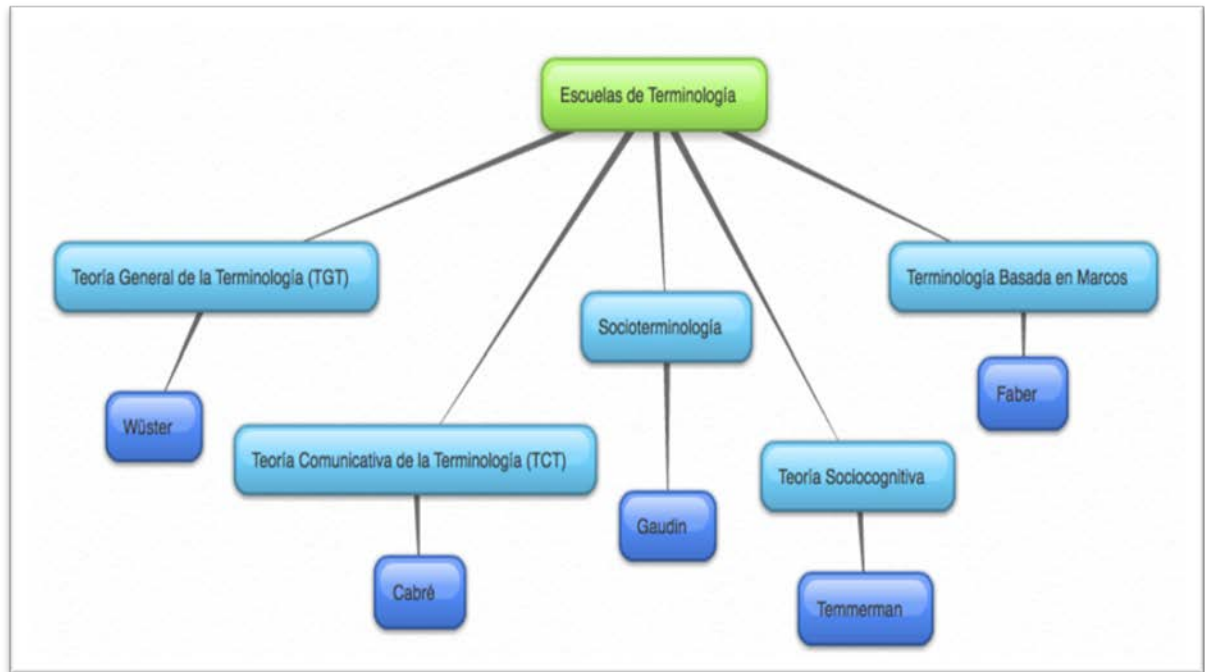 Escuelas de Terminología
Teoría General de la Terminología (TGT)
Wüster
Teoría Comunicativa de la Terminología (TCT)
Cabré
Socioterminología
Gaudin
Teoría Sociocognitiva
Temmerman
Terminología Basada en Marcos
Faber